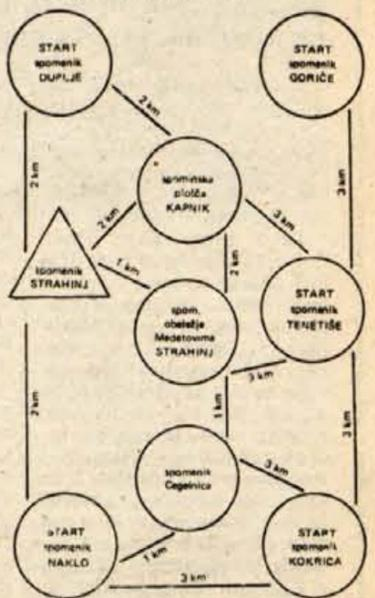 START
spomenik
DUPLJE
START
spomenik
GORIČE
2 km
2 km
3 km
spominska
plošča
KAPNIK
2 km
3 km
1 km
2 km
spomenik
STRAHINJ
spom.
obeležje
Medetovima
STRAHINJ
START
spomenik
TENETIŠE
3 km
1 km
2 km
3 km
spomenik
Cegelnica
3 km
START
spomenik
NAKLO
1 km
START
spomenik
KOKRICA
3 km